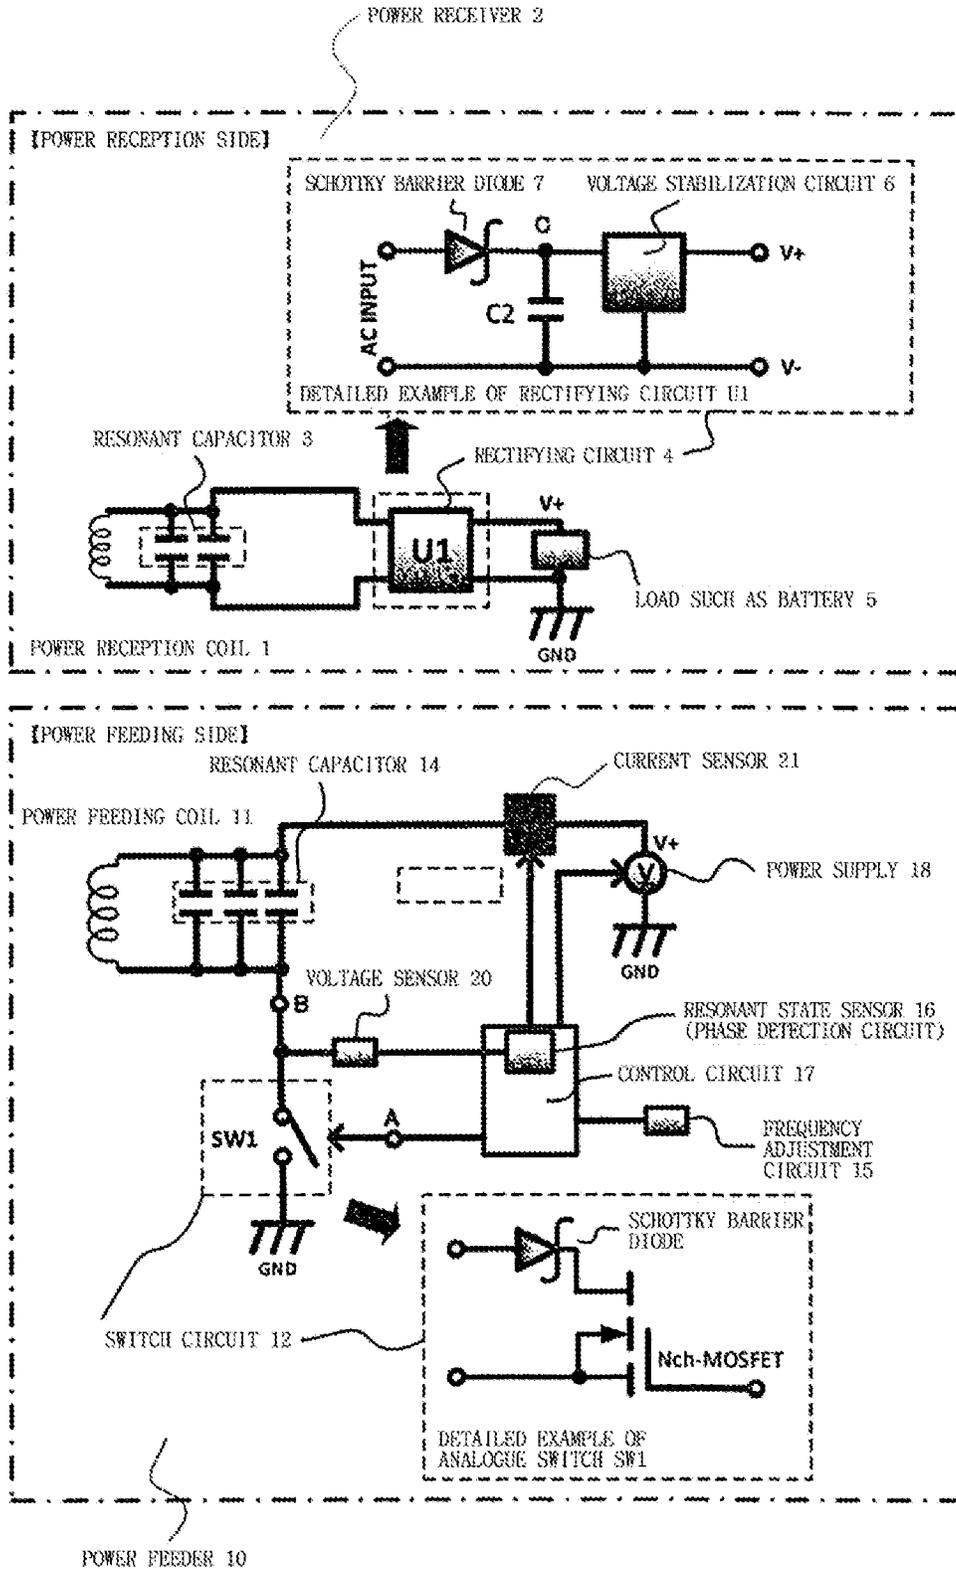 POWER RECEIVER 2
【POWER RECEPTION SIDE】
SCHOTTKY BARRIER DIODE 7
VOLTAGE STABILIZATION CIRCUIT 6
C
V+
AC INPUT
C2
V-
DETAILED EXAMPLE OF RECTIFYING CIRCUIT U1
RESONANT CAPACITOR 3
RECTIFYING CIRCUIT 4
V+
U1
LOAD SUCH AS BATTERY 5
GND
POWER RECEPTION COIL 1
【POWER FEEDING SIDE】
RESONANT CAPACITOR 14
CURRENT SENSOR 21
POWER FEEDING COIL 11
V+
V
POWER SUPPLY 18
GND
VOLTAGE SENSOR 20
B
RESONANT STATE SENSOR 16
(PHASE DETECTION CIRCUIT)
CONTROL CIRCUIT 17
A
SW1
FREQUENCY
ADJUSTMENT
CIRCUIT 15
GND
SCHOTTKY BARRIER
DIODE
SWITCH CIRCUIT 12
Nch-MOSFET
DETAILED EXAMPLE OF
ANALOGUE SWITCH SW1
POWER FEEDER 10